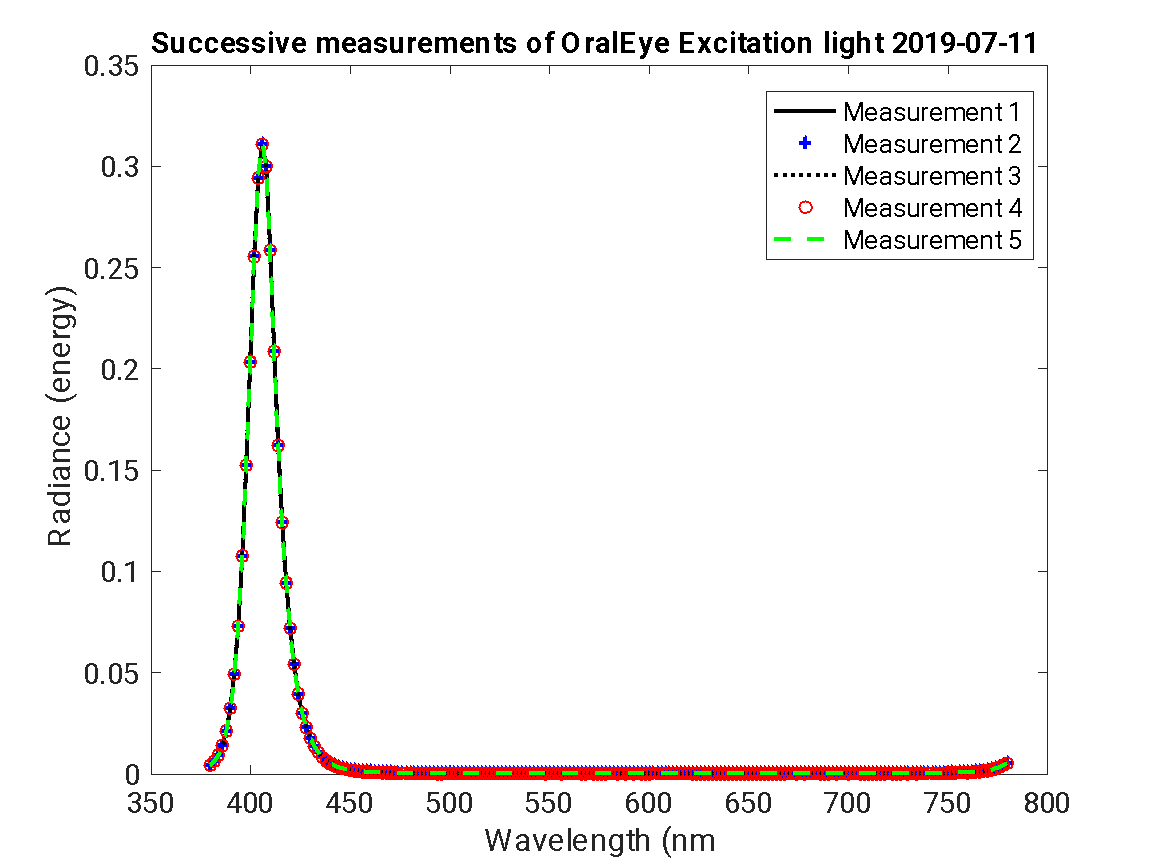 Successive measurements of OralEye Excitation light 2019-07-11
0.35
0.3
0.25
0.2
0.15
0.1
0.05
0
Radiance (energy)
Measurement 1
Measurement 2
Measurement 3
Measurement 4
Measurement 5
350 400 450 500 550 600 650 700 750 800
Wavelength (nm